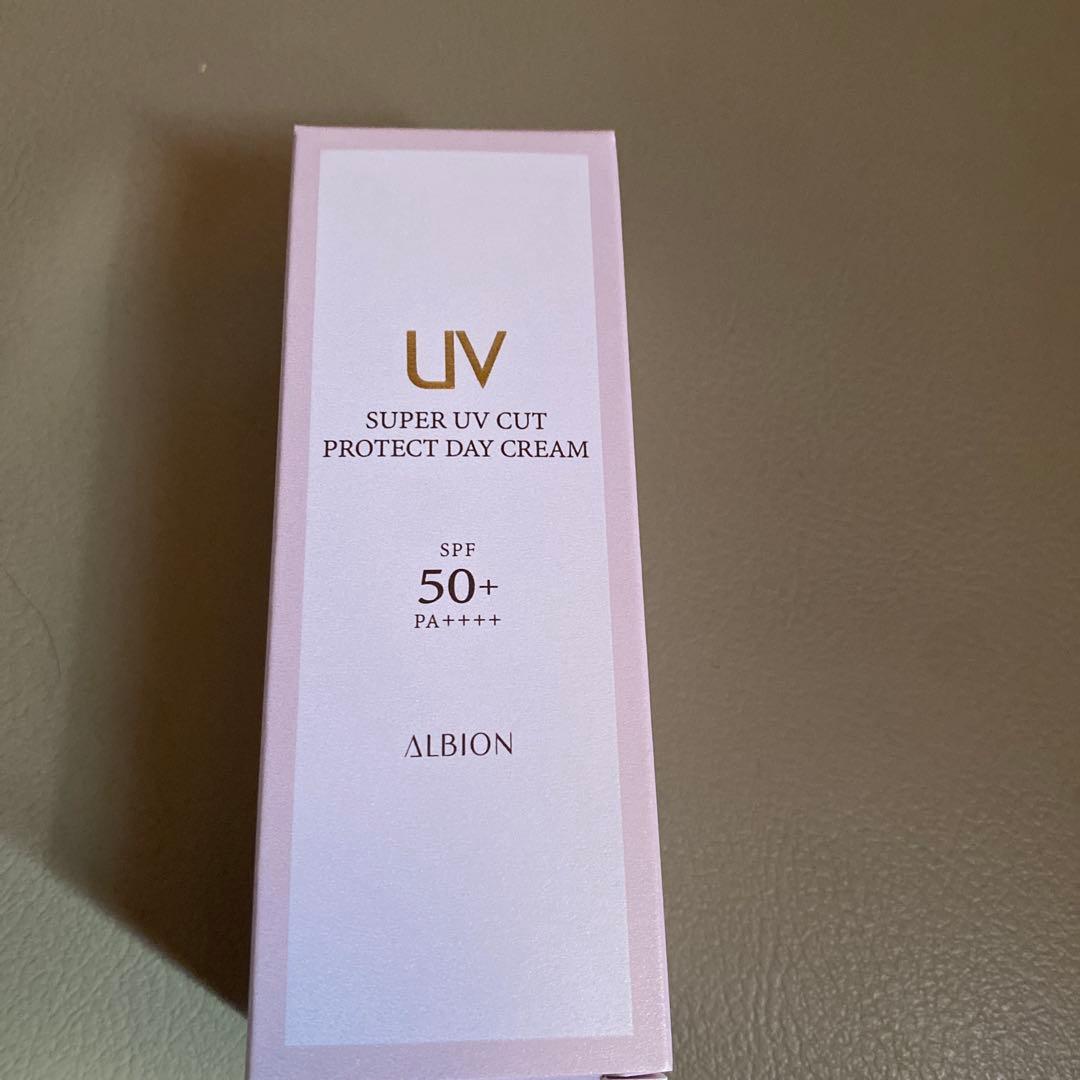 UV
SUPER UV CUT
PROTECT DAY CREAM
SPF
50+
PA++++
ALBION